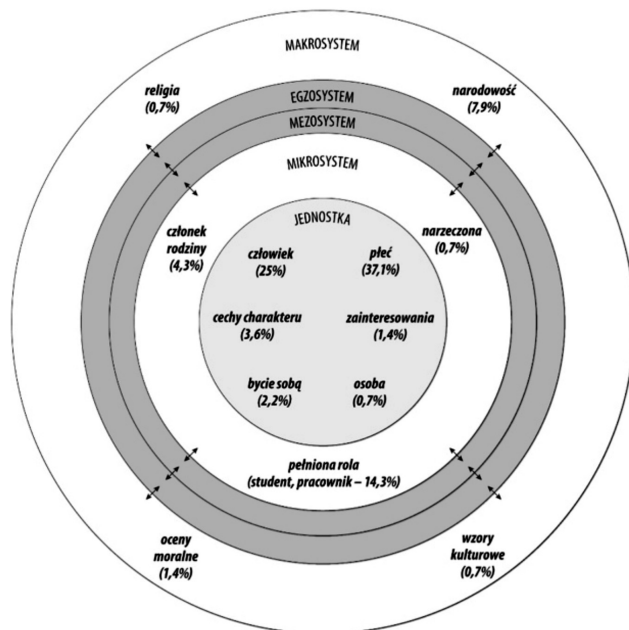 MAKROSYSTEM
religia
(0,7%)
narodowość
(7,9%)
EGZOSYSTEM
MEZOSYSTEM
MIKROSYSTEM
członek
rodziny
(4,3%)
narzeczona
(0,7%)
JEDNOSTKA
człowiek
(25%)
płeć
(37,1%)
cechy charakteru
(3,6%)
zainteresowania
(1,4%)
bycie sobą
(2,2%)
osoba
(0,7%)
pełniona rola
(student, pracownik – 14,3%)
oceny
moralne
(1,4%)
wzory
kulturowe
(0,7%)